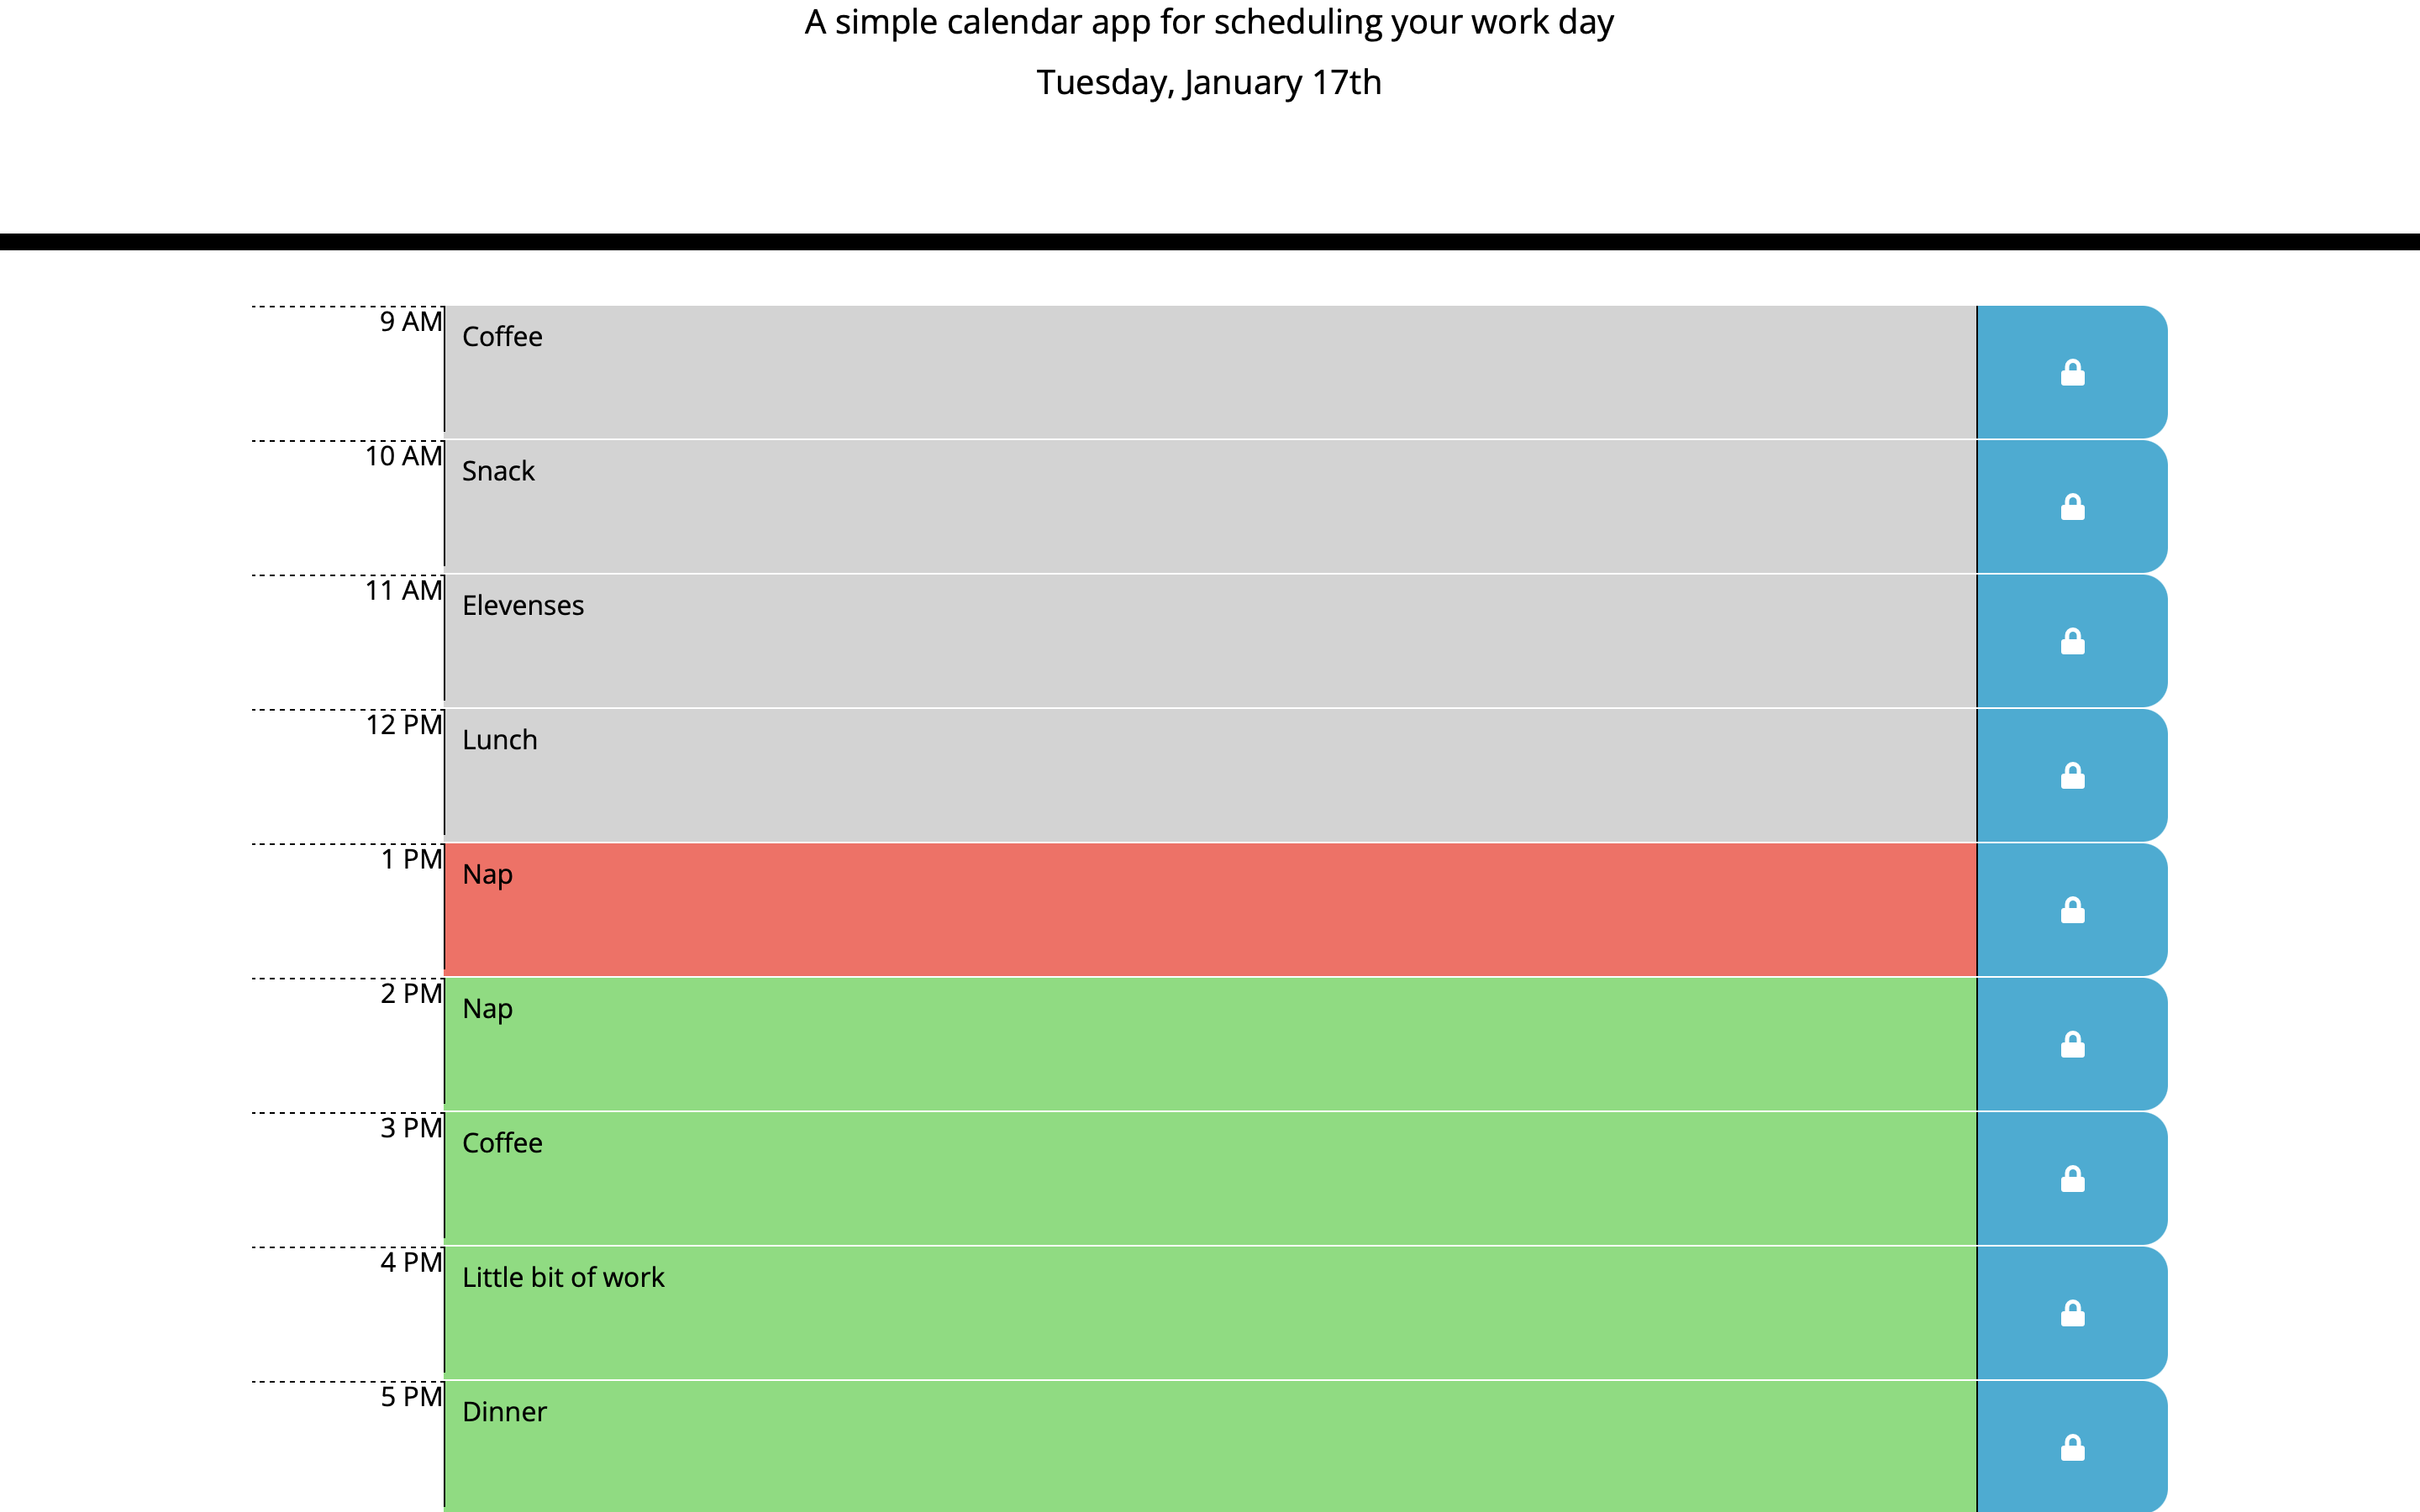 A simple calendar app for scheduling your work day
Tuesday, January 17th
9 AM
Coffee
10 AM
Snack
11 AM
Elevenses
12 PM
Lunch
1 PM
Nap
2 PM
Nap
3 PM
Coffee
4 PM
Little bit of work
5 PM
Dinner